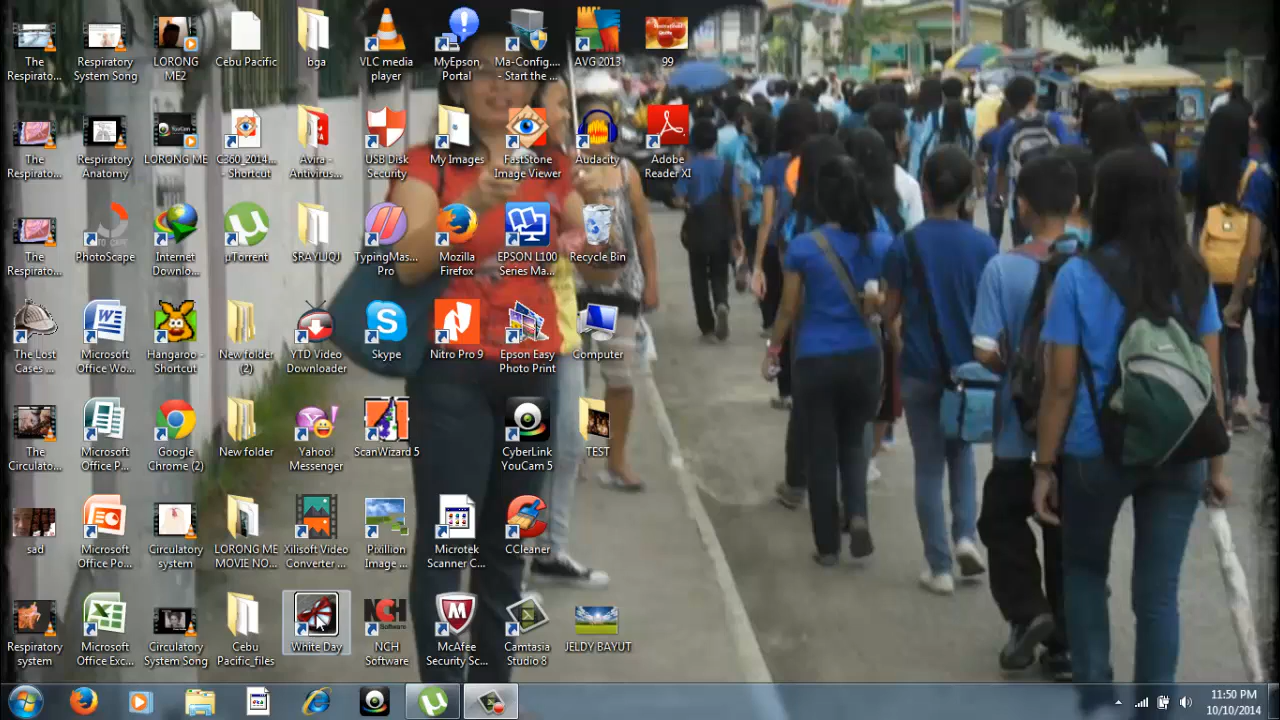 The Respirato...
Respiratory System Song
LORONG ME2
Cebu Pacific
bga
VLC media player
MyEpson Portal
Ma-Config.... - Start the ...
AVG 2013
99
The Respirato...
Respiratory Anatomy
LORONG ME
C360_2014... - Shortcut
Avira - Antivirus...
USB Disk Security
My Images
FastStone Image Viewer
Audacity
Adobe Reader XI
The Respirato...
PhotoScape
Internet Downlo...
µTorrent
$RAYLIJQJ
TypingMas... Pro
Mozilla Firefox
EPSON L100 Series Ma...
Recycle Bin
The Lost Cases ...
Microsoft Office Wo...
Hangaroo - Shortcut
New folder (2)
YTD Video Downloader
Skype
Nitro Pro 9
Epson Easy Photo Print
Computer
The Circulato...
Microsoft Office P...
Google Chrome (2)
New folder
Yahoo! Messenger
ScanWizard 5
CyberLink YouCam 5
TEST
sad
Microsoft Office Po...
Circulatory system
LORONG ME MOVIE NO...
Xilisoft Video Converter ...
Pixillion Image ...
Microtek Scanner C...
CCleaner
Respiratory system
Microsoft Office Exc...
Circulatory System Song
Cebu Pacific_files
White Day
NCH Software
McAfee Security Sc...
Camtasia Studio 8
JELDY BAYUT
11:50 PM
10/10/2014